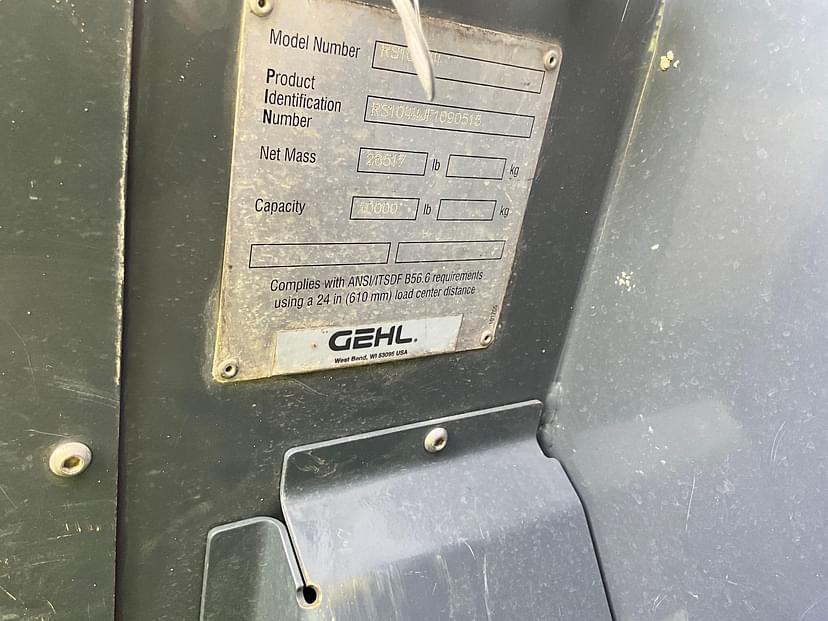 Model Number
Product
Identification
Number
Net Mass lb kg
Capacity lb kg
Complies with ANSI/ITSDF B56.6 requirements
using a 24 in (610 mm) load center distance
GEHL
West Bend, WI 53095 USA